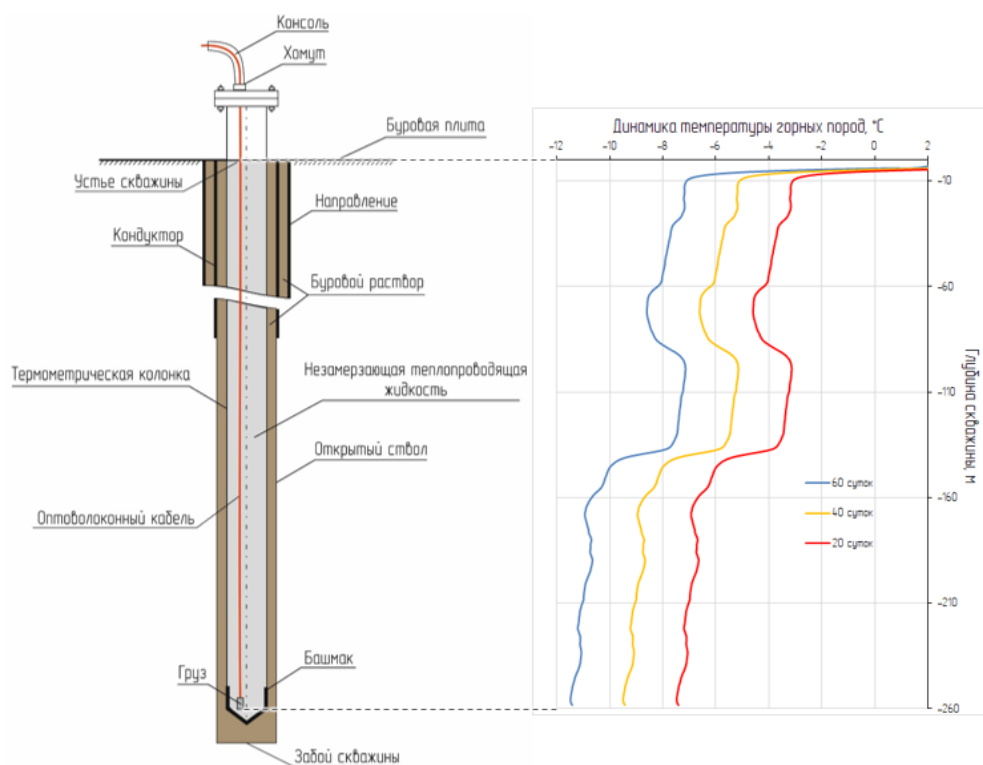 Консоль
Хомут
Буровая плита
Устье скважины
Направление
Кондуктор
Буровой раствор
Термометрическая колонка
Незамерзающая теплопроводящая
жидкость
Открытый ствол
Оптоволоконный кабель
Груз
Башмак
Забой скважины
Динамика температуры горных пород, °С
-12 -10 -8 -6 -4 -2 0 2
-10
-60
-110
-160
-210
-260
Глубина скважины, м
60 суток
40 суток
20 суток